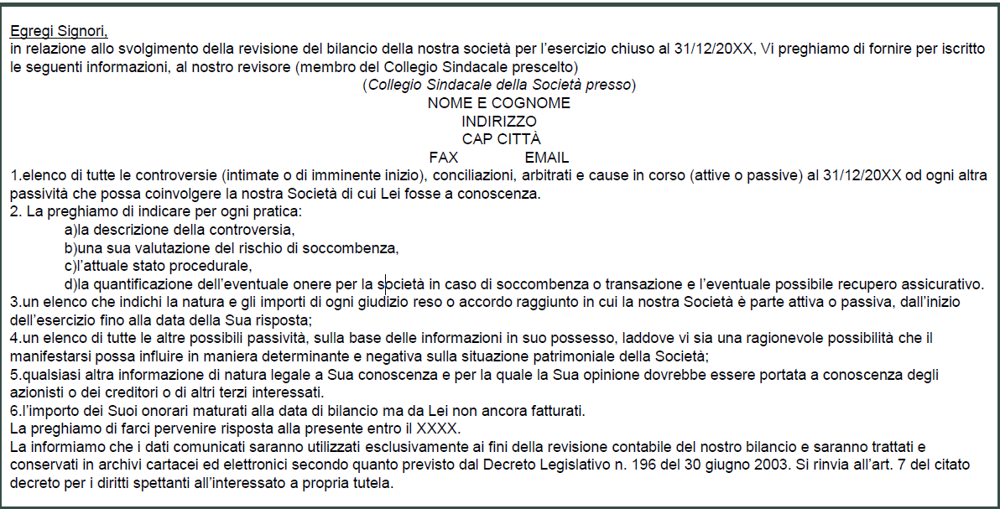 Egregi Signori,
in relazione allo svolgimento della revisione del bilancio della nostra società per l'esercizio chiuso al 31/12/20XX, Vi preghiamo di fornire per iscritto
le seguenti informazioni, al nostro revisore (membro del Collegio Sindacale prescelto)
(Collegio Sindacale della Società presso)
NOME E COGNOME
INDIRIZZO
CAP CITTÀ
FAX EMAIL
1.elenco di tutte le controversie (intimate o di imminente inizio), conciliazioni, arbitrati e cause in corso (attive o passive) al 31/12/20XX od ogni altra
passività che possa coinvolgere la nostra Società di cui Lei fosse a conoscenza.
2. La preghiamo di indicare per ogni pratica:
a)la descrizione della controversia,
b)una sua valutazione del rischio di soccombenza,
c)l'attuale stato procedurale,
d)la quantificazione dell'eventuale onere per la società in caso di soccombenza o transazione e l'eventuale possibile recupero assicurativo.
3.un elenco che indichi la natura e gli importi di ogni giudizio reso o accordo raggiunto in cui la nostra Società è parte attiva o passiva, dall'inizio
dell'esercizio fino alla data della Sua risposta;
4.un elenco di tutte le altre possibili passività, sulla base delle informazioni in suo possesso, laddove vi sia una ragionevole possibilità che il
manifestarsi possa influire in maniera determinante e negativa sulla situazione patrimoniale della Società;
5.qualsiasi altra informazione di natura legale a Sua conoscenza e per la quale la Sua opinione dovrebbe essere portata a conoscenza degli
azionisti o dei creditori o di altri terzi interessati.
6.l'importo dei Suoi onorari maturati alla data di bilancio ma da Lei non ancora fatturati.
La preghiamo di farci pervenire risposta alla presente entro il XXXX.
La informiamo che i dati comunicati saranno utilizzati esclusivamente ai fini della revisione contabile del nostro bilancio e saranno trattati e
conservati in archivi cartacei ed elettronici secondo quanto previsto dal Decreto Legislativo n. 196 del 30 giugno 2003. Si rinvia all'art. 7 del citato
decreto per i diritti spettanti all'interessato a propria tutela.